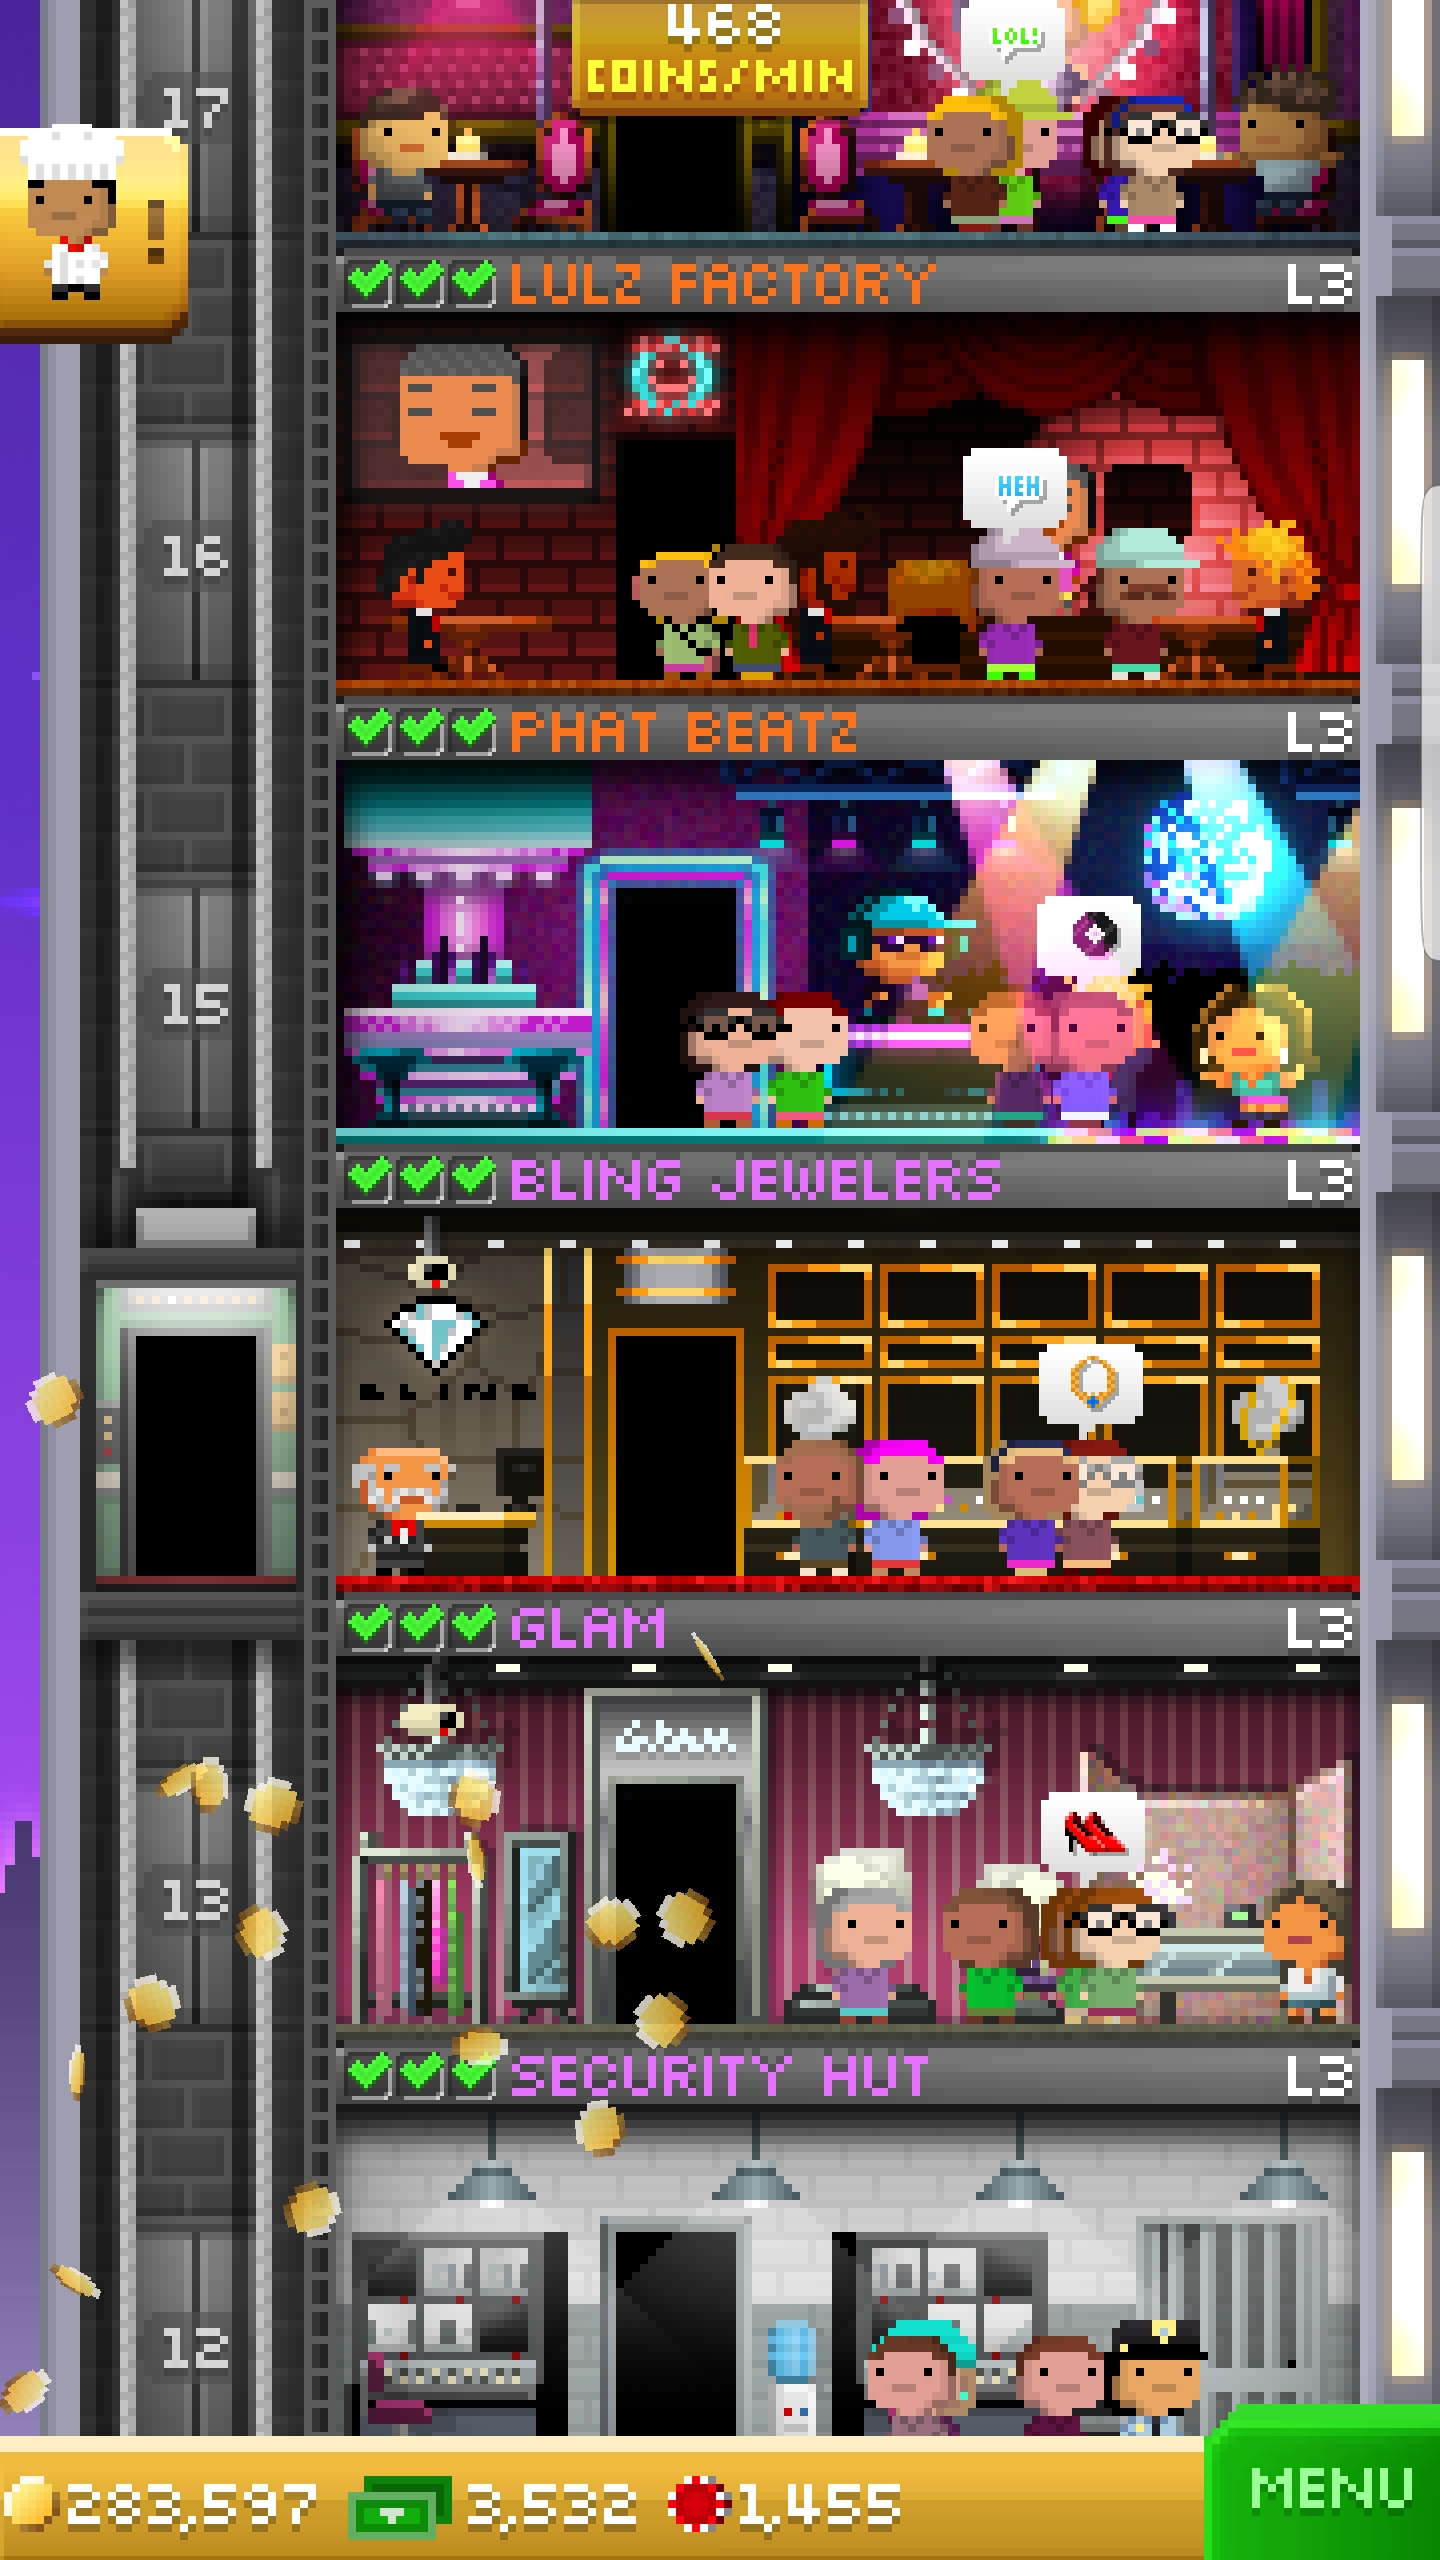 468
COINS/MIN
LOL!
17
!
LULZ FACTORY L3
HEH
16
PHAT BEATZ L3
15
BLING JEWELERS L3
BLING
GLAM L3
Glam
13
SECURITY HUT L3
12
283,597 3,532 1,455
MENU